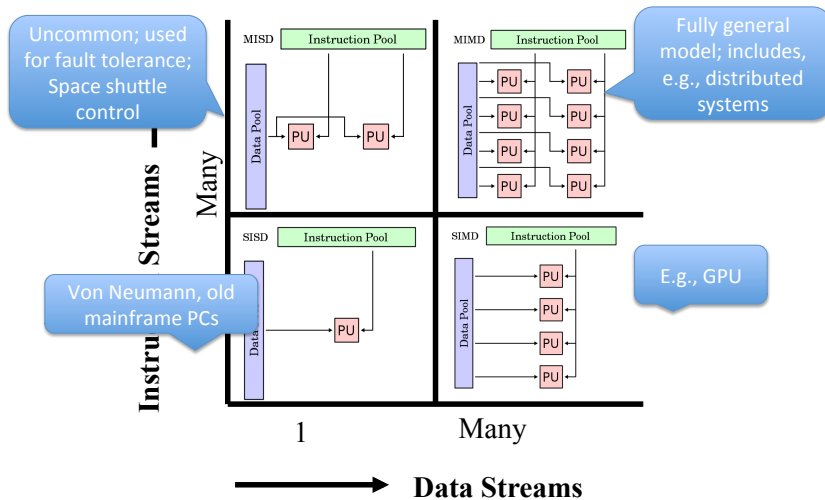 Uncommon; used
for fault tolerance;
Space shuttle
control
MISD
Instruction Pool
Data Pool
PU
PU
MIMD
Instruction Pool
Data Pool
PU
PU
PU
PU
PU
PU
PU
PU
Fully general
model; includes,
e.g., distributed
systems
Many
Streams
SISD
Instruction Pool
Data Pool
PU
Von Neumann, old
mainframe PCs
SIMD
Instruction Pool
Data Pool
PU
PU
PU
PU
E.g., GPU
Instru
1
Many
Data Streams